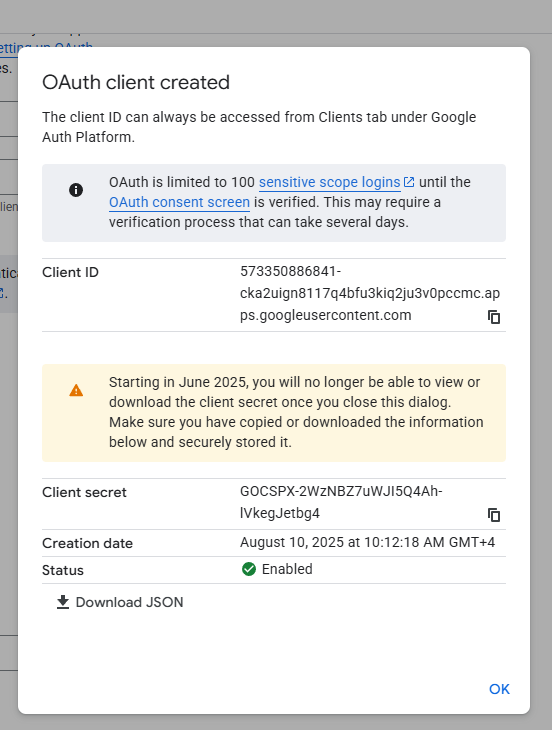 etting up OAuth
es.
OAuth client created
The client ID can always be accessed from Clients tab under Google
Auth Platform.
OAuth is limited to 100 sensitive scope logins until the
OAuth consent screen is verified. This may require a
verification process that can take several days.
Client ID
573350886841-
cka2uign8117q4bfu3kiq2ju3v0pccmc.ap
ps.googleusercontent.com
Starting in June 2025, you will no longer be able to view or
download the client secret once you close this dialog.
Make sure you have copied or downloaded the information
below and securely stored it.
Client secret
GOCSPX-2WzNBZ7uWJI5Q4Ah-
lVkegJetbg4
Creation date August 10, 2025 at 10:12:18 AM GMT+4
Status Enabled
Download JSON
OK